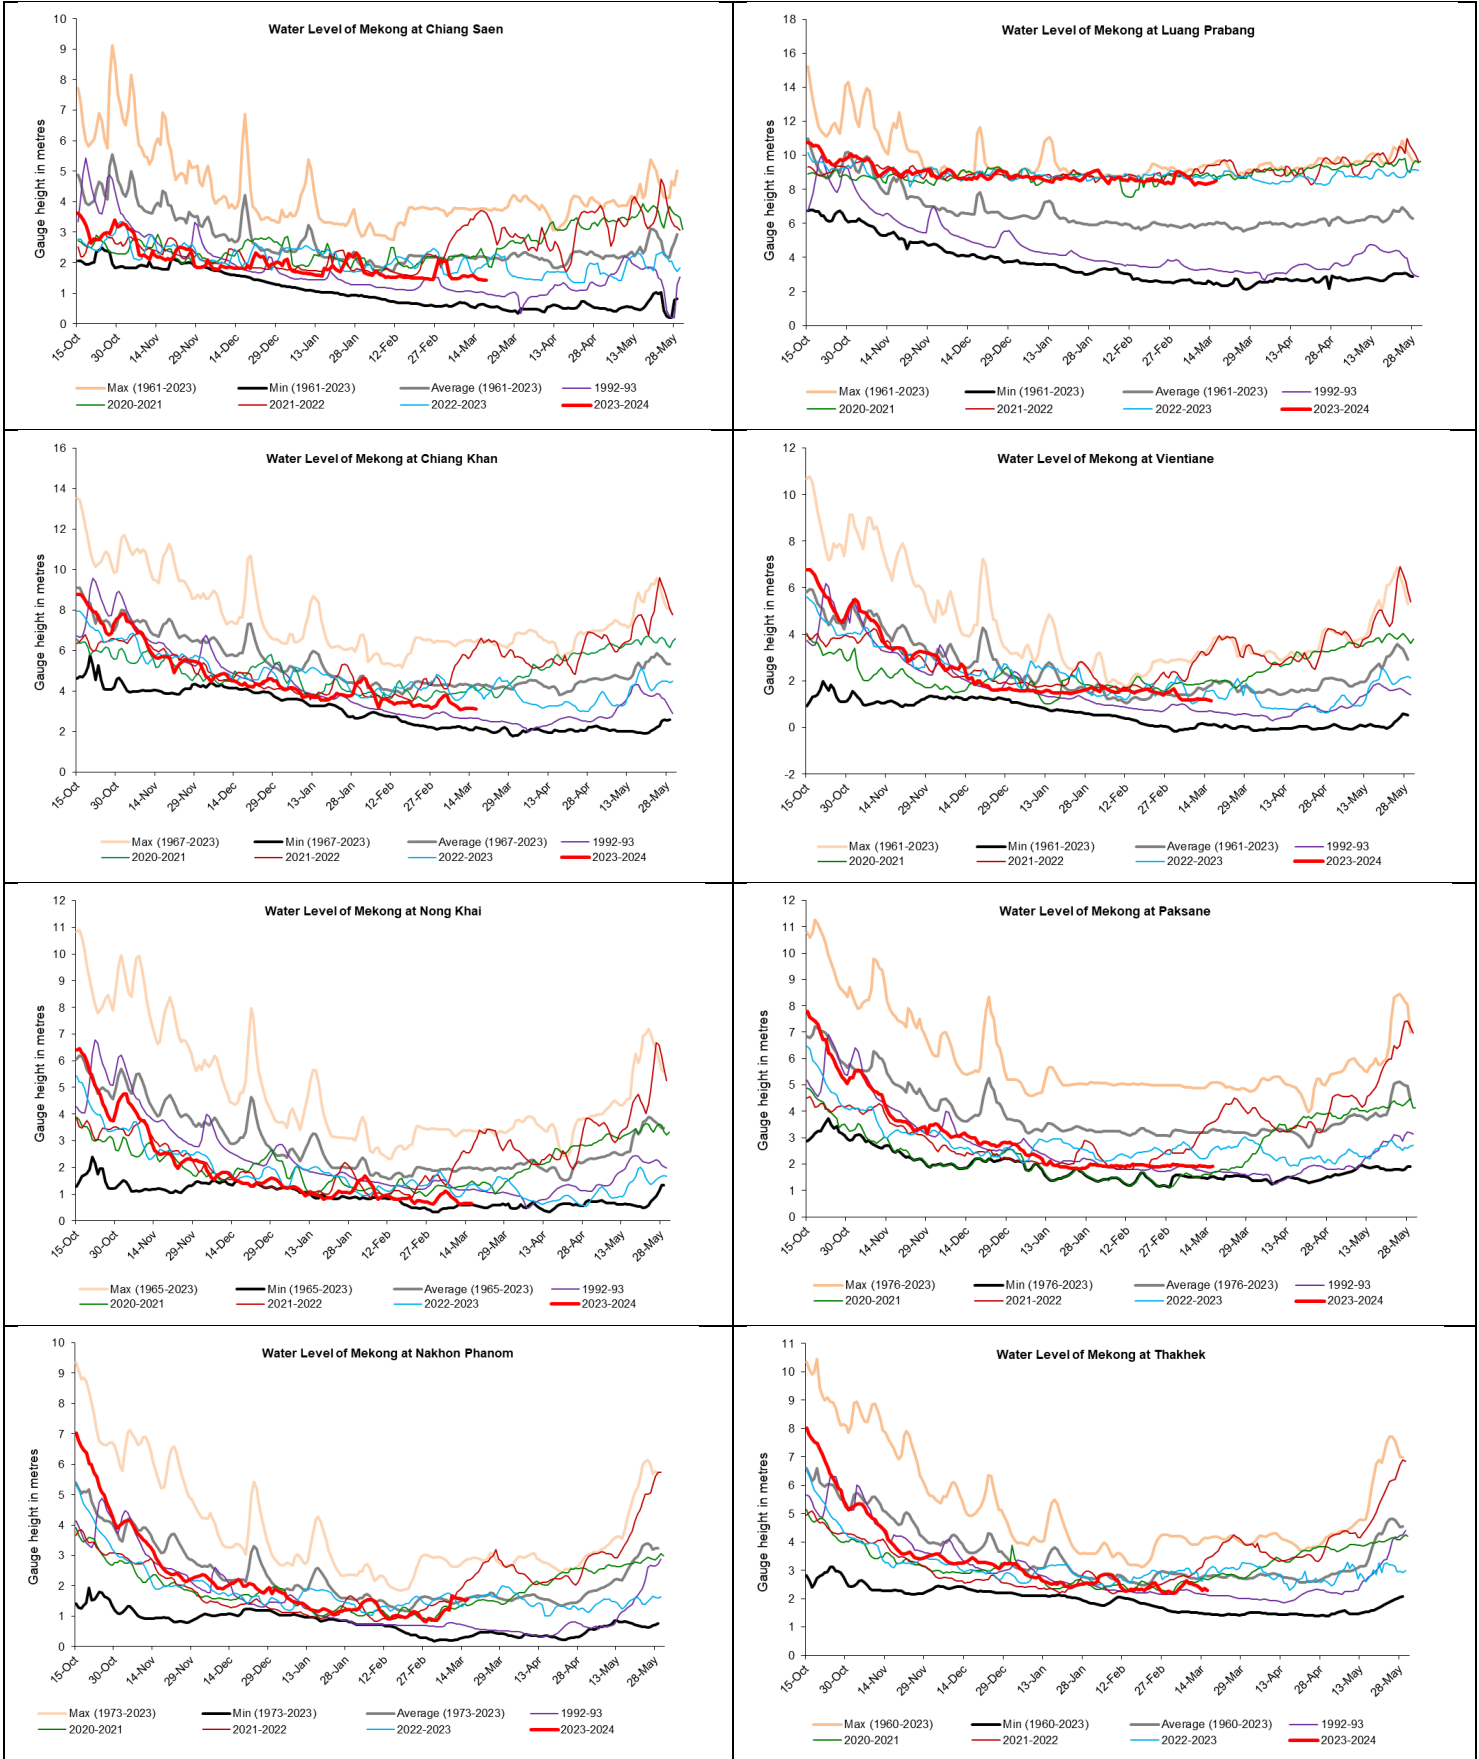 Water Level of Mekong at Chiang Saen
Gauge height in metres
10
9
8
7
6
5
4
3
2
1
0
15-Oct 30-Oct 14-Nov 29-Nov 14-Dec 29-Dec 13-Jan 28-Jan 12-Feb 27-Feb 14-Mar 29-Mar 13-Apr 28-Apr 13-May 28-May
Max (1961-2023) Min (1961-2023) Average (1961-2023) 1992-93
2020-2021 2021-2022 2022-2023 2023-2024
Water Level of Mekong at Luang Prabang
Gauge height in metres
18
16
14
12
10
8
6
4
2
0
15-Oct 30-Oct 14-Nov 29-Nov 14-Dec 29-Dec 13-Jan 28-Jan 12-Feb 27-Feb 14-Mar 29-Mar 13-Apr 28-Apr 13-May 28-May
Max (1961-2023) Min (1961-2023) Average (1961-2023) 1992-93
2020-2021 2021-2022 2022-2023 2023-2024
Water Level of Mekong at Chiang Khan
Gauge height in metres
16
14
12
10
8
6
4
2
0
15-Oct 30-Oct 14-Nov 29-Nov 14-Dec 29-Dec 13-Jan 28-Jan 12-Feb 27-Feb 14-Mar 29-Mar 13-Apr 28-Apr 13-May 28-May
Max (1967-2023) Min (1967-2023) Average (1967-2023) 1992-93
2020-2021 2021-2022 2022-2023 2023-2024
Water Level of Mekong at Vientiane
Gauge height in metres
12
10
8
6
4
2
0
-2
15-Oct 30-Oct 14-Nov 29-Nov 14-Dec 29-Dec 13-Jan 28-Jan 12-Feb 27-Feb 14-Mar 29-Mar 13-Apr 28-Apr 13-May 28-May
Max (1961-2023) Min (1961-2023) Average (1961-2023) 1992-93
2020-2021 2021-2022 2022-2023 2023-2024
Water Level of Mekong at Nong Khai
Gauge height in metres
12
11
10
9
8
7
6
5
4
3
2
1
0
15-Oct 30-Oct 14-Nov 29-Nov 14-Dec 29-Dec 13-Jan 28-Jan 12-Feb 27-Feb 14-Mar 29-Mar 13-Apr 28-Apr 13-May 28-May
Max (1965-2023) Min (1965-2023) Average (1965-2023) 1992-93
2020-2021 2021-2022 2022-2023 2023-2024
Water Level of Mekong at Paksane
Gauge height in metres
12
11
10
9
8
7
6
5
4
3
2
1
0
15-Oct 30-Oct 14-Nov 29-Nov 14-Dec 29-Dec 13-Jan 28-Jan 12-Feb 27-Feb 14-Mar 29-Mar 13-Apr 28-Apr 13-May 28-May
Max (1976-2023) Min (1976-2023) Average (1976-2023) 1992-93
2020-2021 2021-2022 2022-2023 2023-2024
Water Level of Mekong at Nakhon Phanom
Gauge height in metres
10
9
8
7
6
5
4
3
2
1
0
15-Oct 30-Oct 14-Nov 29-Nov 14-Dec 29-Dec 13-Jan 28-Jan 12-Feb 27-Feb 14-Mar 29-Mar 13-Apr 28-Apr 13-May 28-May
Max (1973-2023) Min (1973-2023) Average (1973-2023) 1992-93
2020-2021 2021-2022 2022-2023 2023-2024
Water Level of Mekong at Thakhek
Gauge height in metres
11
10
9
8
7
6
5
4
3
2
1
0
15-Oct 30-Oct 14-Nov 29-Nov 14-Dec 29-Dec 13-Jan 28-Jan 12-Feb 27-Feb 14-Mar 29-Mar 13-Apr 28-Apr 13-May 28-May
Max (1960-2023) Min (1960-2023) Average (1960-2023) 1992-93
2020-2021 2021-2022 2022-2023 2023-2024